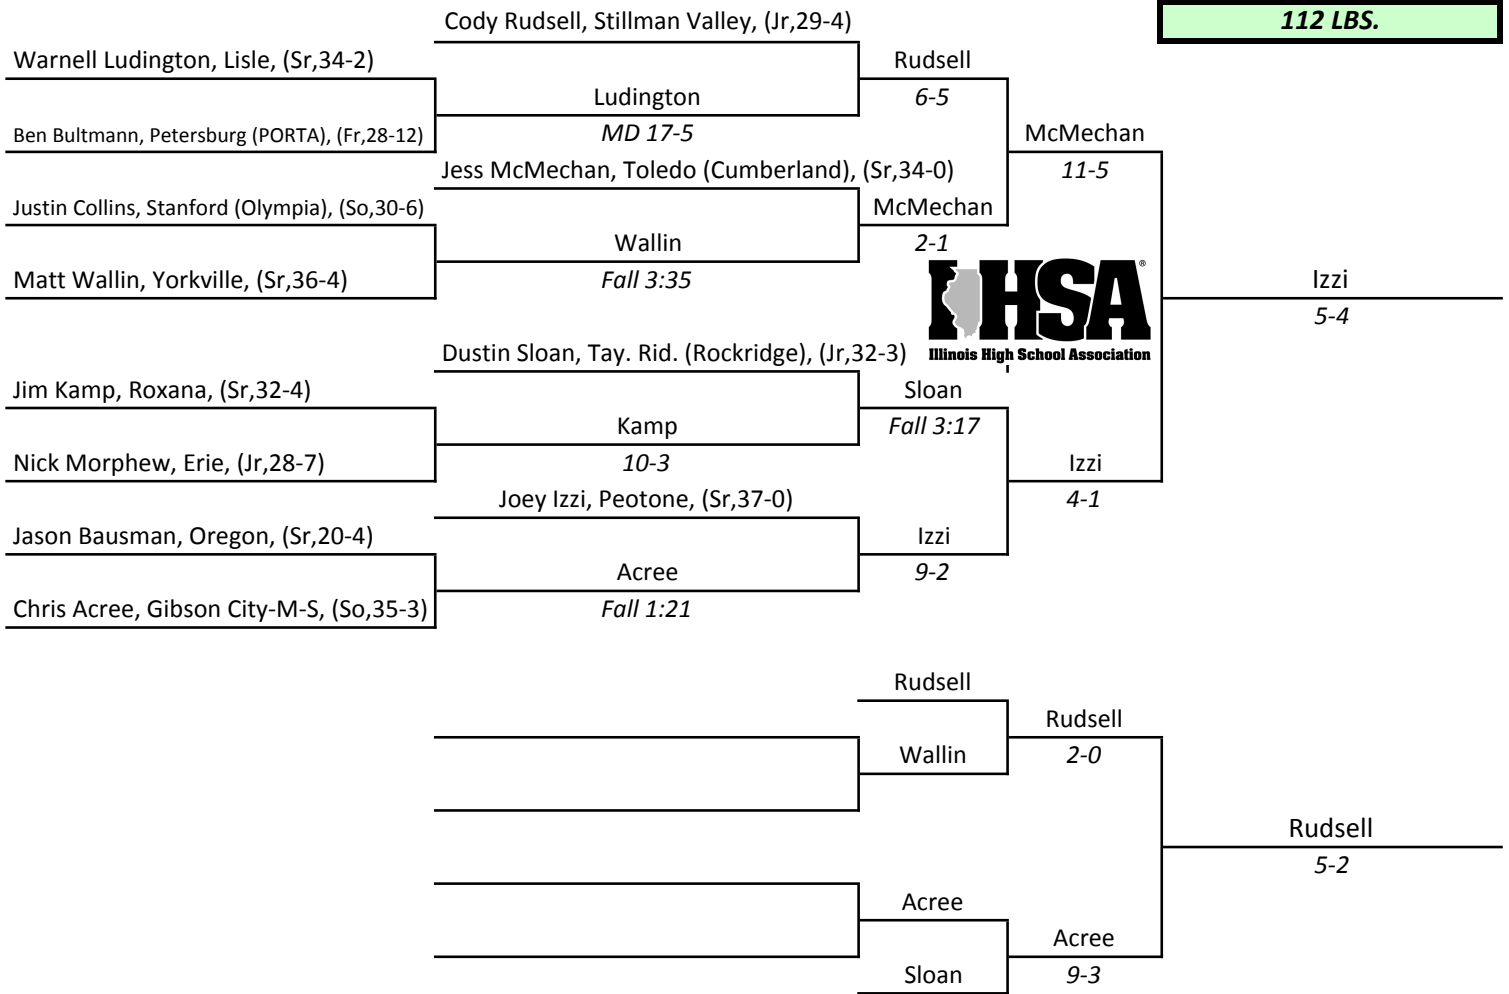 Cody Rudsell, Stillman Valley, (Jr,29-4)
112 LBS.
Warnell Ludington, Lisle, (Sr,34-2)
Rudsell
Ludington
6-5
Ben Bultmann, Petersburg (PORTA), (Fr,28-12)
MD 17-5
McMechan
Jess McMechan, Toledo (Cumberland), (Sr,34-0)
11-5
Justin Collins, Stanford (Olympia), (So,30-6)
McMechan
Wallin
2-1
Matt Wallin, Yorkville, (Sr,36-4)
Fall 3:35
IHSA®
Illinois High School Association
Izzi
5-4
Dustin Sloan, Tay. Rid. (Rockridge), (Jr,32-3)
Jim Kamp, Roxana, (Sr,32-4)
Sloan
Kamp
Fall 3:17
Nick Morphew, Erie, (Jr,28-7)
10-3
Izzi
Joey Izzi, Peotone, (Sr,37-0)
4-1
Jason Bausman, Oregon, (Sr,20-4)
Izzi
Acree
9-2
Chris Acree, Gibson City-M-S, (So,35-3)
Fall 1:21
Rudsell
Rudsell
Wallin
2-0
Rudsell
5-2
Acree
Acree
Sloan
9-3